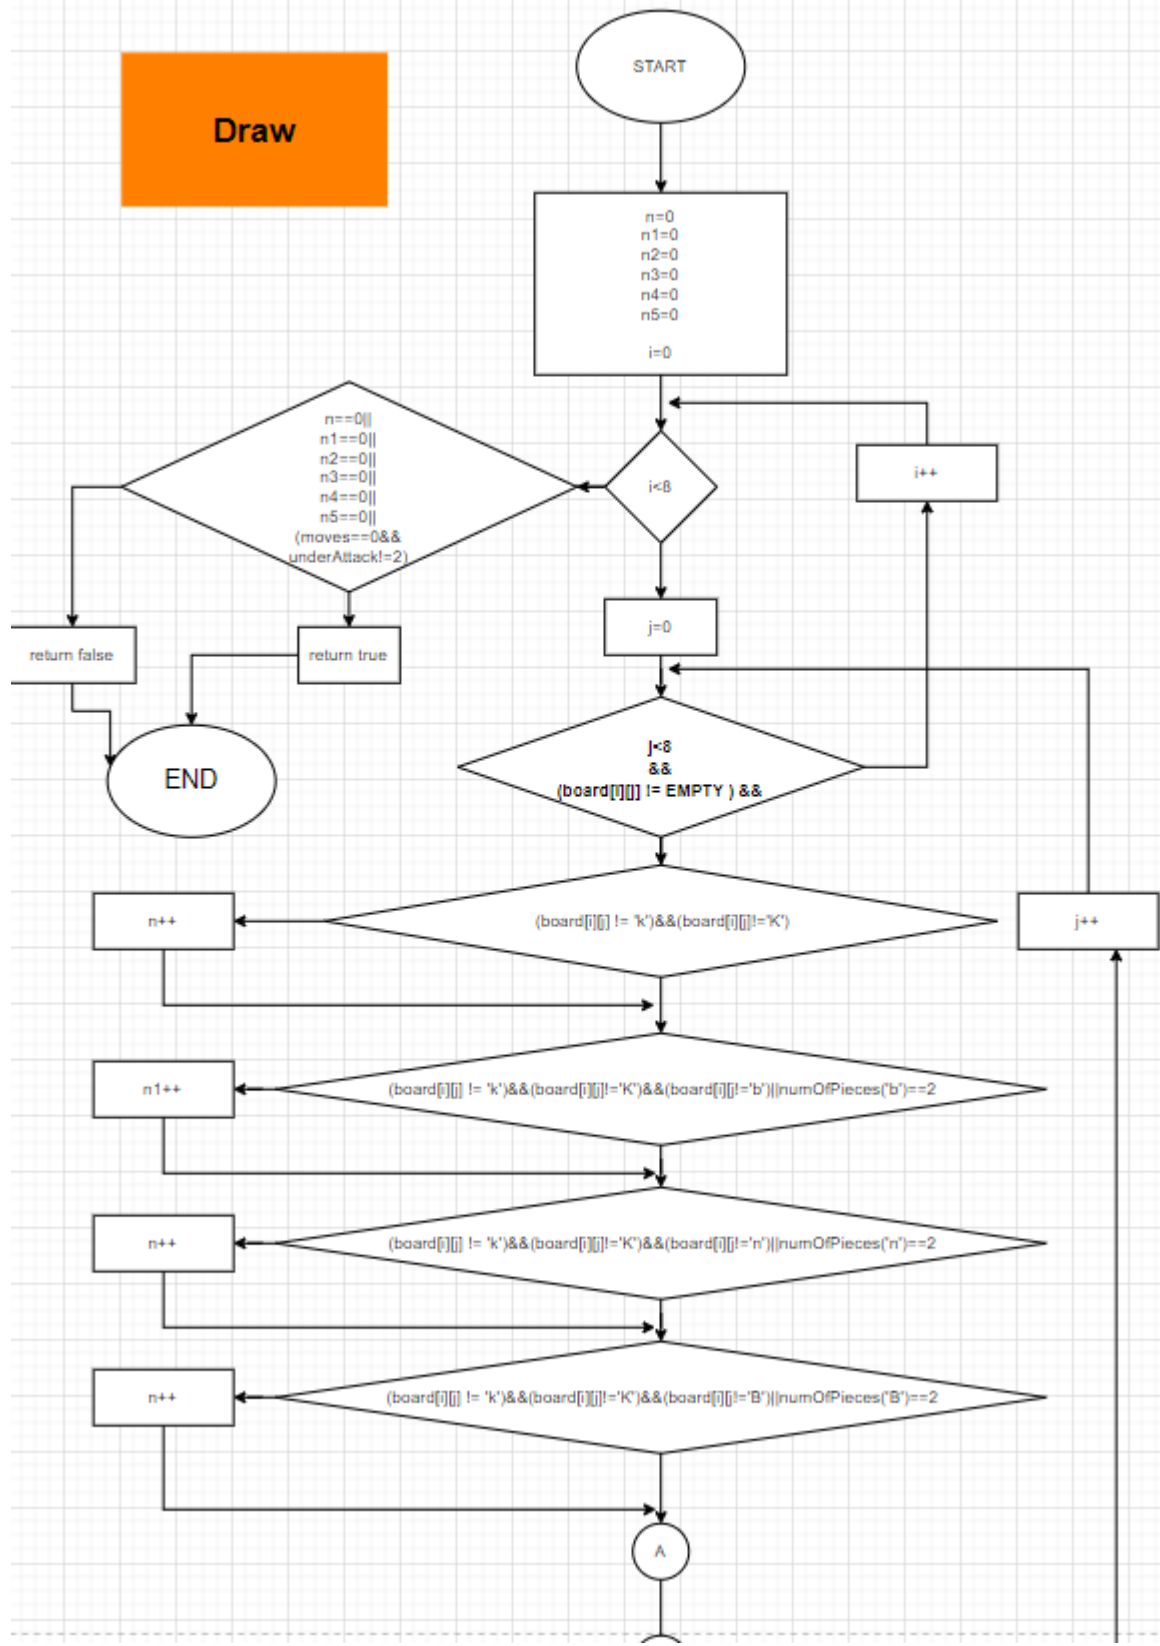 START
Draw
n=0
n1=0
n2=0
n3=0
n4=0
n5=0
i=0
n==0||
n1==0||
n2==0||
n3==0||
n4==0||
n5==0||
(moves==0&&
underAttack!=2)
i<8
i++
return false
return true
j=0
END
j<8
&&
(board[i][j] != EMPTY ) &&
n++
(board[i][j] != 'k')&&(board[i][j]!='K')
j++
n1++
(board[i][j] != 'k')&&(board[i][j]!='K')&&(board[i][j!='b')||numOfPieces('b')==2
n++
(board[i][j] != 'k')&&(board[i][j]!='K')&&(board[i][j!='n')||numOfPieces('n')==2
n++
(board[i][j] != 'k')&&(board[i][j]!='K')&&(board[i][j!='B')||numOfPieces('B')==2
A